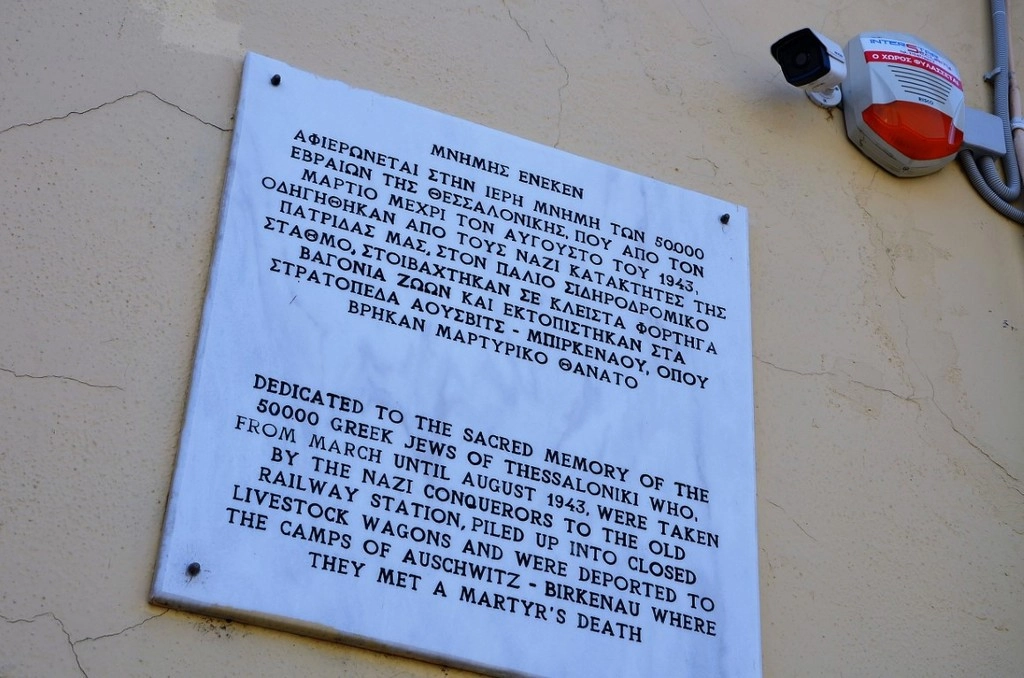 ΜΝΗΜΗΣ ΕΝΕΚΕΝ
ΑΦΙΕΡΩΝΕΤΑΙ ΣΤΗΝ ΙΕΡΗ ΜΝΗΜΗ ΤΩΝ 50.000
ΕΒΡΑΙΩΝ ΤΗΣ ΘΕΣΣΑΛΟΝΙΚΗΣ, ΠΟΥ ΑΠΟ ΤΟΝ
ΜΑΡΤΙΟ ΜΕΧΡΙ ΤΟΝ ΑΥΓΟΥΣΤΟ ΤΟΥ 1943,
ΟΔΗΓΗΘΗΚΑΝ ΑΠΟ ΤΟΥΣ ΝΑΖΙ ΚΑΤΑΚΤΗΤΕΣ ΤΗΣ
ΠΑΤΡΙΔΑΣ ΜΑΣ, ΣΤΟΝ ΠΑΛΙΟ ΣΙΔΗΡΟΔΡΟΜΙΚΟ
ΣΤΑΘΜΟ, ΣΤΟΙΒΑΧΤΗΚΑΝ ΣΕ ΚΛΕΙΣΤΑ ΦΟΡΤΗΓΑ
ΒΑΓΟΝΙΑ ΖΩΩΝ ΚΑΙ ΕΚΤΟΠΙΣΤΗΚΑΝ ΣΤΑ
ΣΤΡΑΤΟΠΕΔΑ ΑΟΥΣΒΙΤΣ - ΜΠΙΡΚΕΝΑΟΥ, ΟΠΟΥ
ΒΡΗΚΑΝ ΜΑΡΤΥΡΙΚΟ ΘΑΝΑΤΟ
DEDICATED TO THE SACRED MEMORY OF THE
50000 GREEK JEWS OF THESSALONIKI WHO,
FROM MARCH UNTIL AUGUST 1943, WERE TAKEN
BY THE NAZI CONQUERORS TO THE OLD
RAILWAY STATION, PILED UP INTO CLOSED
LIVESTOCK WAGONS AND WERE DEPORTED TO
THE CAMPS OF AUSCHWITZ - BIRKENAU WHERE
THEY MET A MARTYR'S DEATH
Ο ΧΩΡΟΣ ΦΥΛΑΣΣΕΤΑΙ
RISCO